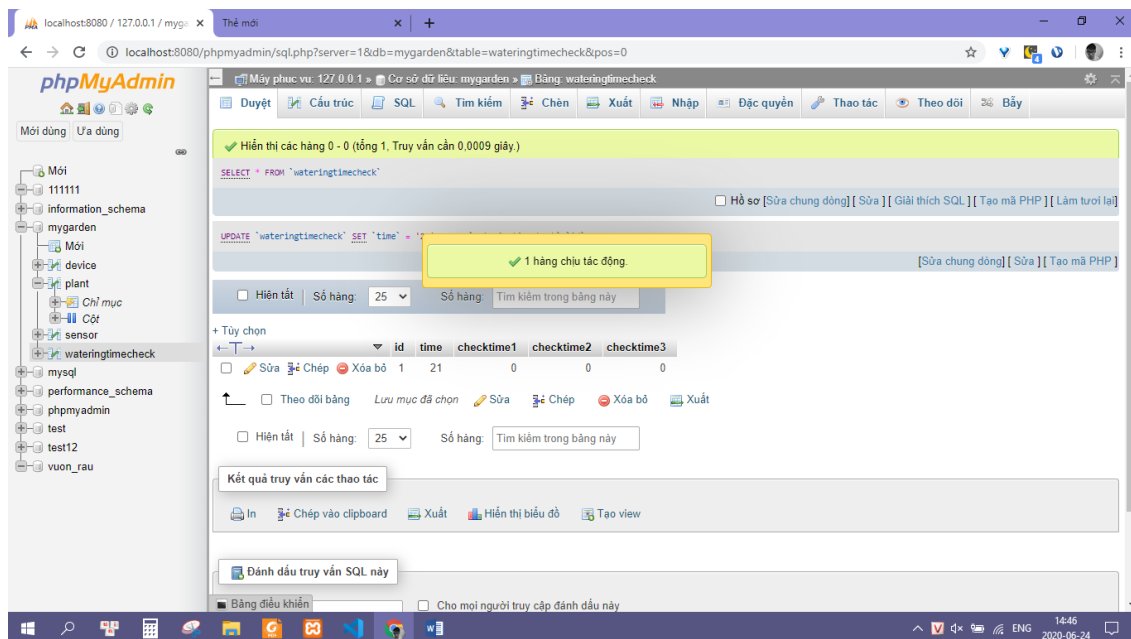 localhost:8080 / 127.0.0.1 / myga
Thẻ mới
localhost:8080/phpmyadmin/sql.php?server=1&db=mygarden&table=wateringtimecheck&pos=0
phpMyAdmin
Mới dùng Ưa dùng
Mới
111111
information_schema
mygarden
Mới
device
plant
Chỉ mục
Cột
sensor
wateringtimecheck
mysql
performance_schema
phpmyadmin
test
test12
vuon_rau
Máy phục vụ: 127.0.0.1 » Cơ sở dữ liệu: mygarden » Bảng: wateringtimecheck
Duyệt Cấu trúc SQL Tìm kiếm Chèn Xuất Nhập Đặc quyền Thao tác Theo dõi Bẫy
Hiển thị các hàng 0 - 0 (tổng 1, Truy vấn cần 0,0009 giây.)
SELECT * FROM `wateringtimecheck`
Hồ sơ [Sửa chung dòng] [ Sửa ] [ Giải thích SQL ] [ Tạo mã PHP ] [ Làm tươi lại]
UPDATE `wateringtimecheck` SET `time` =
1 hàng chịu tác động.
[Sửa chung dòng] [ Sửa ] [ Tạo mã PHP ]
Hiện tất | Số hàng: 25 Số hàng: Tìm kiếm trong bảng này
+ Tùy chọn
←T→ id time checktime1 checktime2 checktime3
Sửa Chép Xóa bỏ 1 21 0 0 0
Theo dõi bảng Lưu mục đã chọn Sửa Chép Xóa bỏ Xuất
Hiện tất | Số hàng: 25 Số hàng: Tìm kiếm trong bảng này
Kết quả truy vấn các thao tác
In Chép vào clipboard Xuất Hiển thị biểu đồ Tạo view
Đánh dấu truy vấn SQL này
Bảng điều khiển
Cho mọi người truy cập đánh dấu này
ENG
14:46
2020-06-24